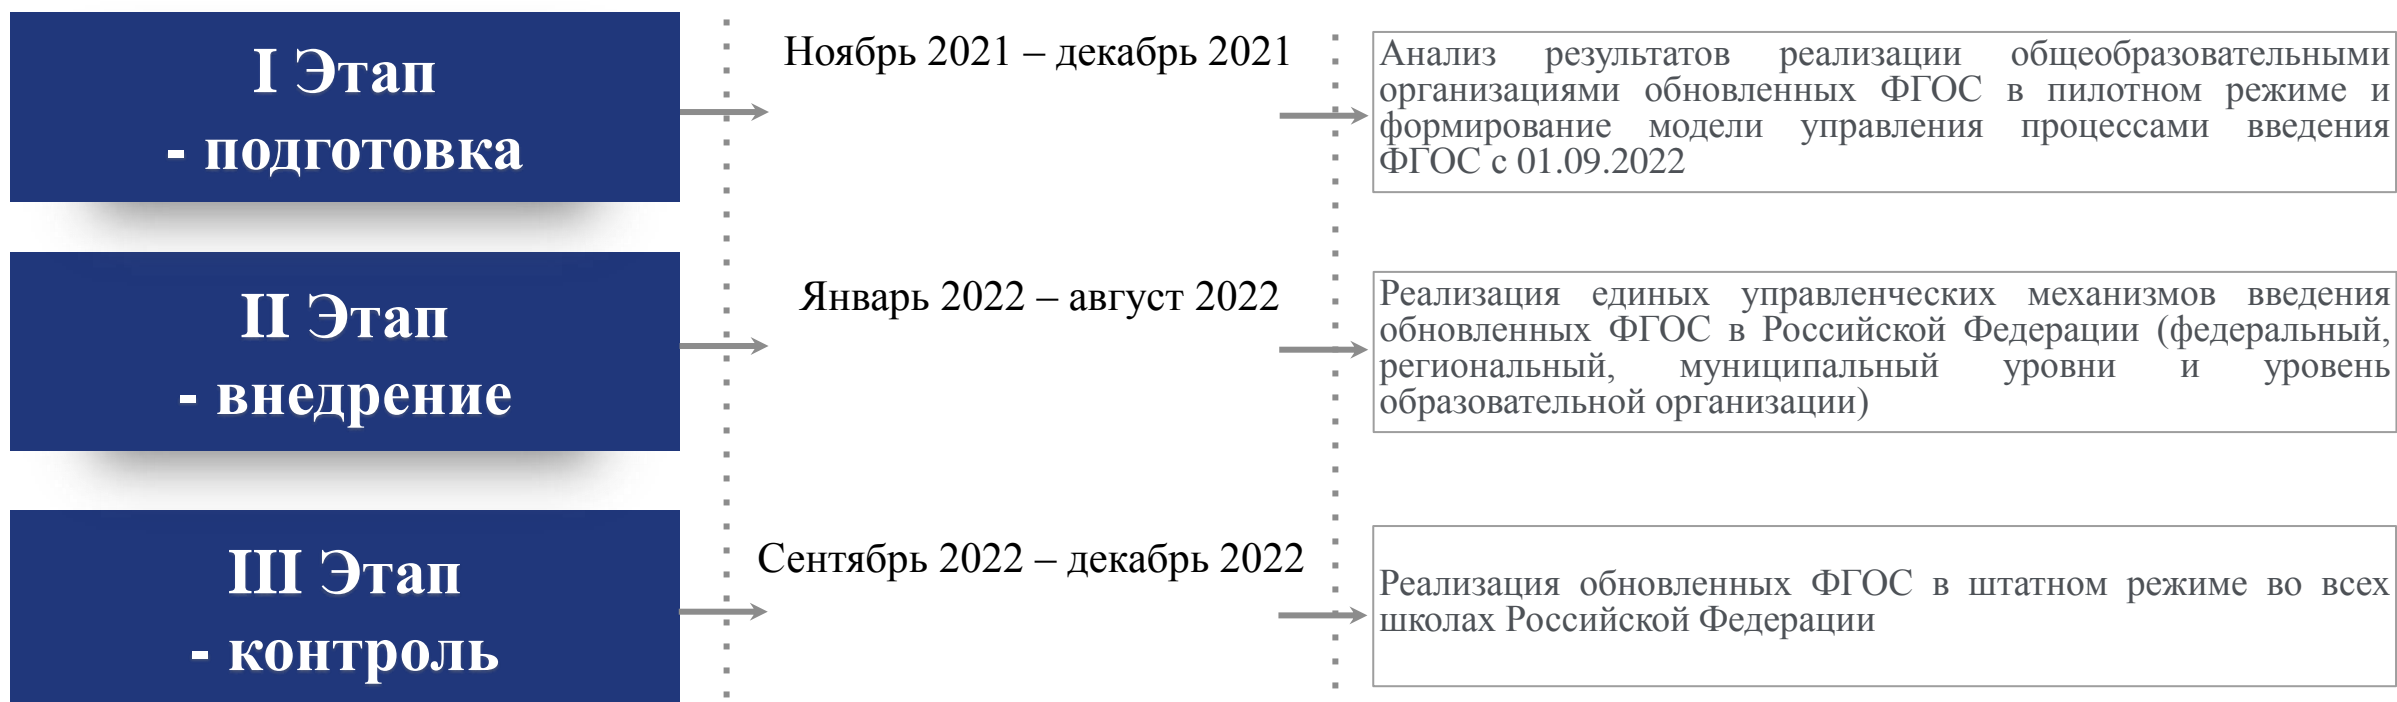 I Этап
- подготовка
Ноябрь 2021 – декабрь 2021
Анализ результатов реализации общеобразовательными
организациями обновленных ФГОС в пилотном режиме и
формирование модели управления процессами введения
ФГОС с 01.09.2022
II Этап
- внедрение
Январь 2022 – август 2022
Реализация единых управленческих механизмов введения
обновленных ФГОС в Российской Федерации (федеральный,
региональный, муниципальный уровни и уровень
образовательной организации)
III Этап
- контроль
Сентябрь 2022 – декабрь 2022
Реализация обновленных ФГОС в штатном режиме во всех
школах Российской Федерации